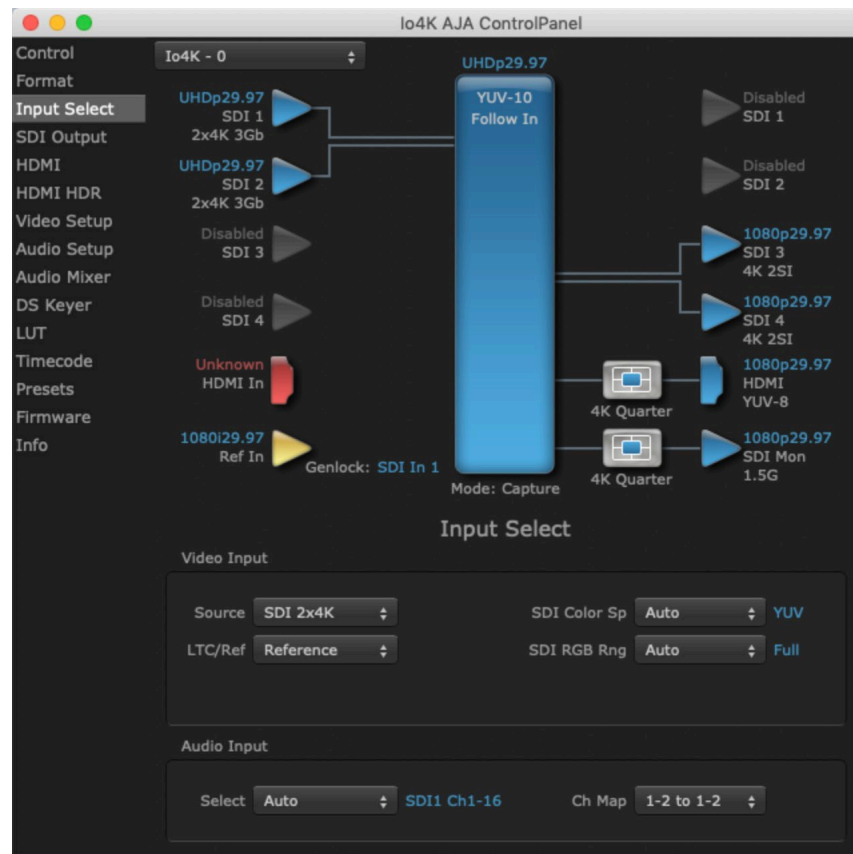 Io4K AJA ControlPanel
Control
Format
Input Select
SDI Output
HDMI
HDMI HDR
Video Setup
Audio Setup
Audio Mixer
DS Keyer
LUT
Timecode
Presets
Firmware
Info
Io4K - 0
UHDp29.97
SDI 1
2x4K 3Gb
UHDp29.97
SDI 2
2x4K 3Gb
Disabled
SDI 3
Disabled
SDI 4
Unknown
HDMI In
1080i29.97
Ref In
Genlock: SDI In 1
UHDp29.97
YUV-10
Follow In
Mode: Capture
Disabled
SDI 1
Disabled
SDI 2
1080p29.97
SDI 3
4K 2SI
1080p29.97
SDI 4
4K 2SI
4K Quarter
1080p29.97
HDMI
YUV-8
4K Quarter
1080p29.97
SDI Mon
1.5G
Input Select
Video Input
Source SDI 2x4K SDI Color Sp Auto YUV
LTC/Ref Reference SDI RGB Rng Auto Full
Audio Input
Select Auto SDI1 Ch1-16 Ch Map 1-2 to 1-2